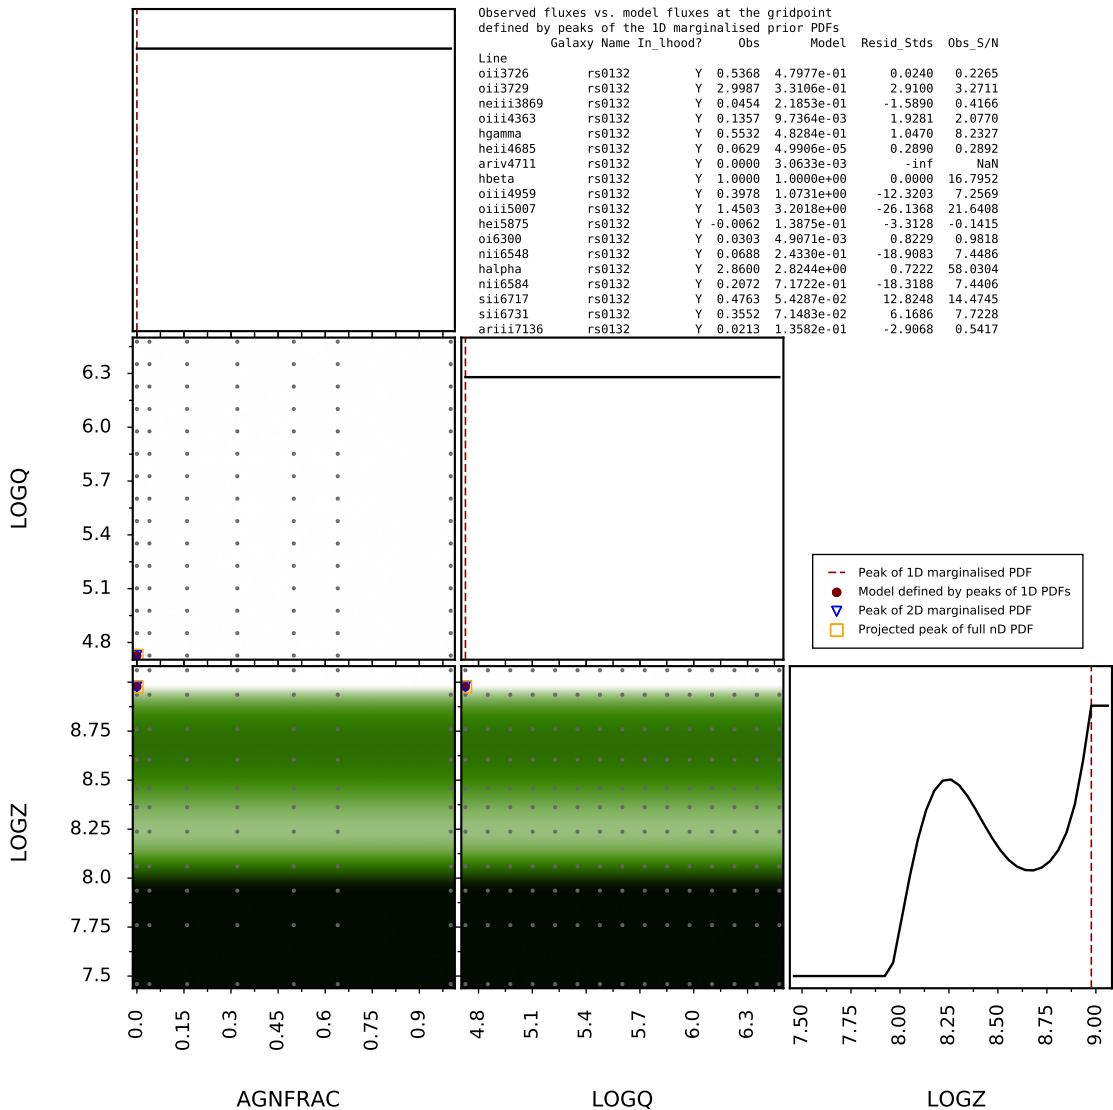 Observed fluxes vs. model fluxes at the gridpoint
defined by peaks of the 1D marginalised prior PDFs
Galaxy Name In_lhood? Obs Model Resid_Stds Obs_S/N
Line
oii3726 rs0132 Y 0.5368 4.7977e-01 0.0240 0.2265
oii3729 rs0132 Y 2.9987 3.3106e-01 2.9100 3.2711
neiii3869 rs0132 Y 0.0454 2.1853e-01 -1.5890 0.4166
oiii4363 rs0132 Y 0.1357 9.7364e-03 1.9281 2.0770
hgamma rs0132 Y 0.5532 4.8284e-01 1.0470 8.2327
heii4685 rs0132 Y 0.0629 4.9906e-05 0.2890 0.2892
ariv4711 rs0132 Y 0.0000 3.0633e-03 -inf NaN
hbeta rs0132 Y 1.0000 1.0000e+00 0.0000 16.7952
oiii4959 rs0132 Y 0.3978 1.0731e+00 -12.3203 7.2569
oiii5007 rs0132 Y 1.4503 3.2018e+00 -26.1368 21.6408
hei5875 rs0132 Y -0.0062 1.3875e-01 -3.3128 -0.1415
oi6300 rs0132 Y 0.0303 4.9071e-03 0.8229 0.9818
nii6548 rs0132 Y 0.0688 2.4330e-01 -18.9083 7.4486
halpha rs0132 Y 2.8600 2.8244e+00 0.7222 58.0304
nii6584 rs0132 Y 0.2072 7.1722e-01 -18.3188 7.4406
sii6717 rs0132 Y 0.4763 5.4287e-02 12.8248 14.4745
sii6731 rs0132 Y 0.3552 7.1483e-02 6.1686 7.7228
ariii7136 rs0132 Y 0.0213 1.3582e-01 -2.9068 0.5417
6.3
6.0
5.7
5.4
5.1
4.8
LOGQ
Peak of 1D marginalised PDF
Model defined by peaks of 1D PDFs
Peak of 2D marginalised PDF
Projected peak of full nD PDF
8.75
8.5
8.25
8.0
7.75
7.5
LOGZ
0.0 0.15 0.3 0.45 0.6 0.75 0.9
4.8 5.1 5.4 5.7 6.0 6.3
7.50 7.75 8.00 8.25 8.50 8.75 9.00
AGNFRAC LOGQ LOGZ